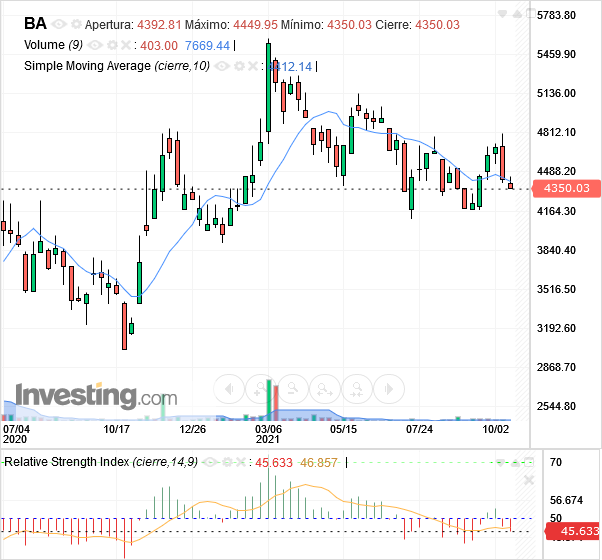 BA Apertura: 4392.81 Máximo: 4449.95 Mínimo: 4350.03 Cierre: 4350.03
Volume (9) : 403.00 7669.44
Simple Moving Average (cierre,10) : 4412.14
5783.80
5459.90
5136.00
4812.10
4488.20
4350.03
4164.30
3840.40
3516.50
3192.60
2868.70
2544.80
Investing.com
07/04 10/17 12/26 03/06 05/15 07/24 10/02
2020 2021
Relative Strength Index (cierre,14,9) : 45.633 46.857
70
56.674
50
45.633